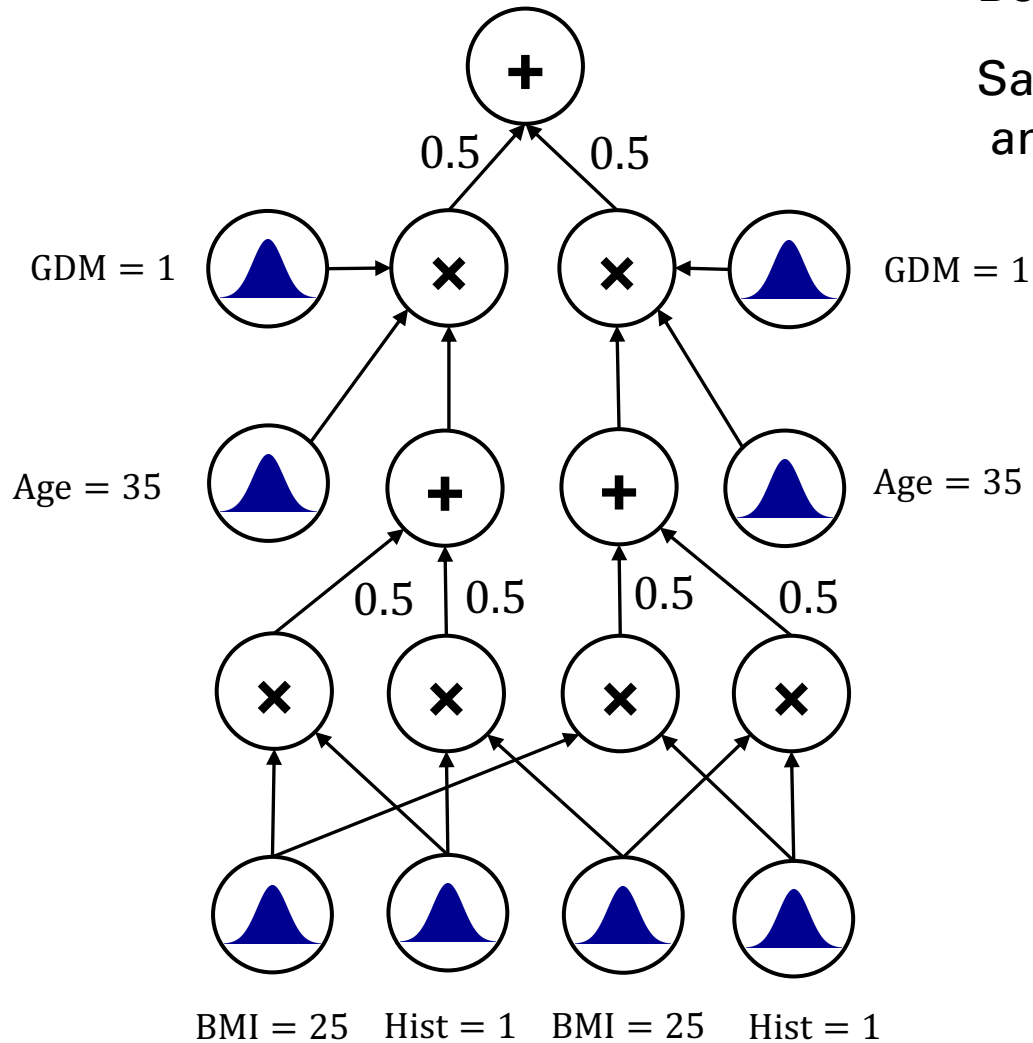 Sa
ar
+
0.5 0.5
GDM = 1 × × GDM = 1
Age = 35 + + Age = 35
0.5 0.5 0.5 0.5
× × × ×
BMI = 25 Hist = 1 BMI = 25 Hist = 1